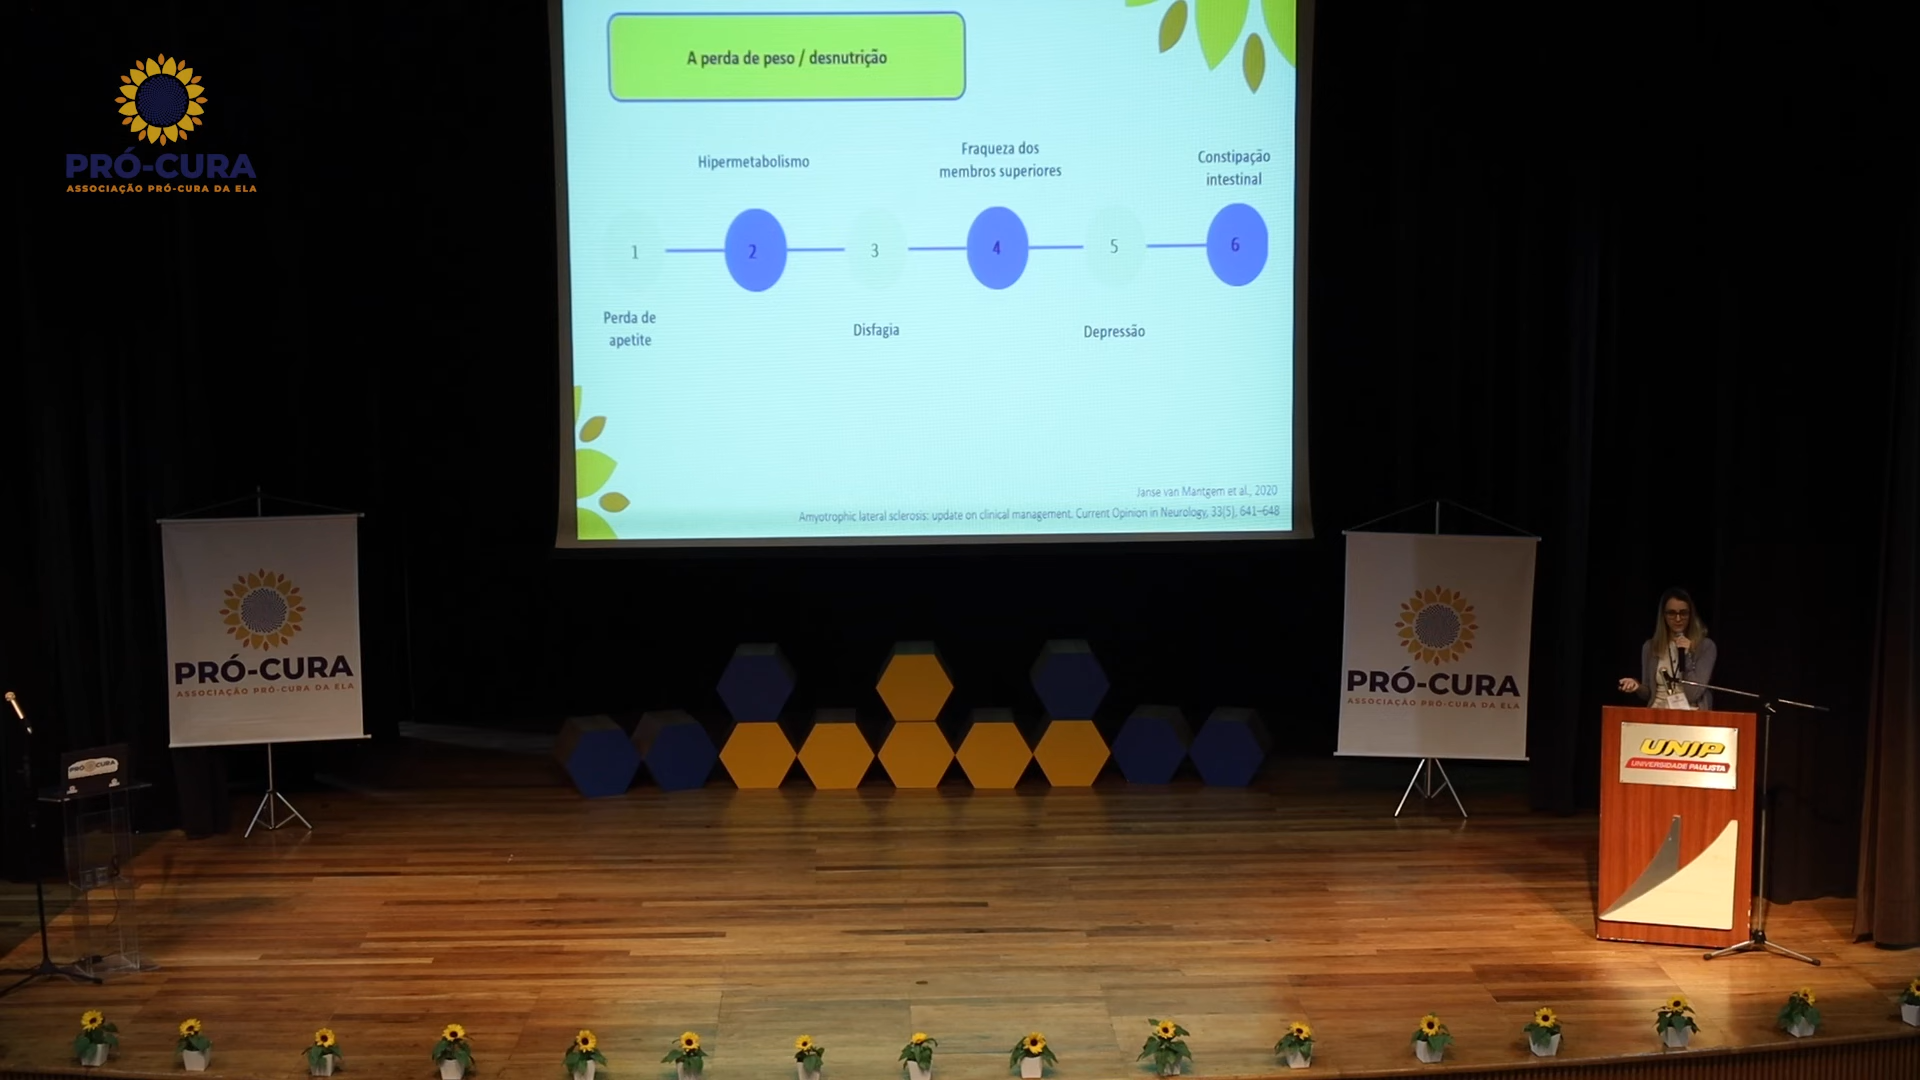 PRÓ-CURA
ASSOCIAÇÃO PRÓ-CURA DA ELA
A perda de peso / desnutrição
Hipermetabolismo
Fraqueza dos
membros superiores
Constipação
intestinal
1
2
3
4
5
6
Perda de
apetite
Disfagia
Depressão
Janse van Mantgem et al., 2020
Amyotrophic lateral sclerosis: update on clinical management. Current Opinion in Neurology, 33(5), 641–648
PRÓ-CURA
ASSOCIAÇÃO PRÓ-CURA DA ELA
PRÓ-CURA
ASSOCIAÇÃO PRÓ-CURA DA ELA
PRÓ-CURA
UNIP
UNIVERSIDADE PAULISTA